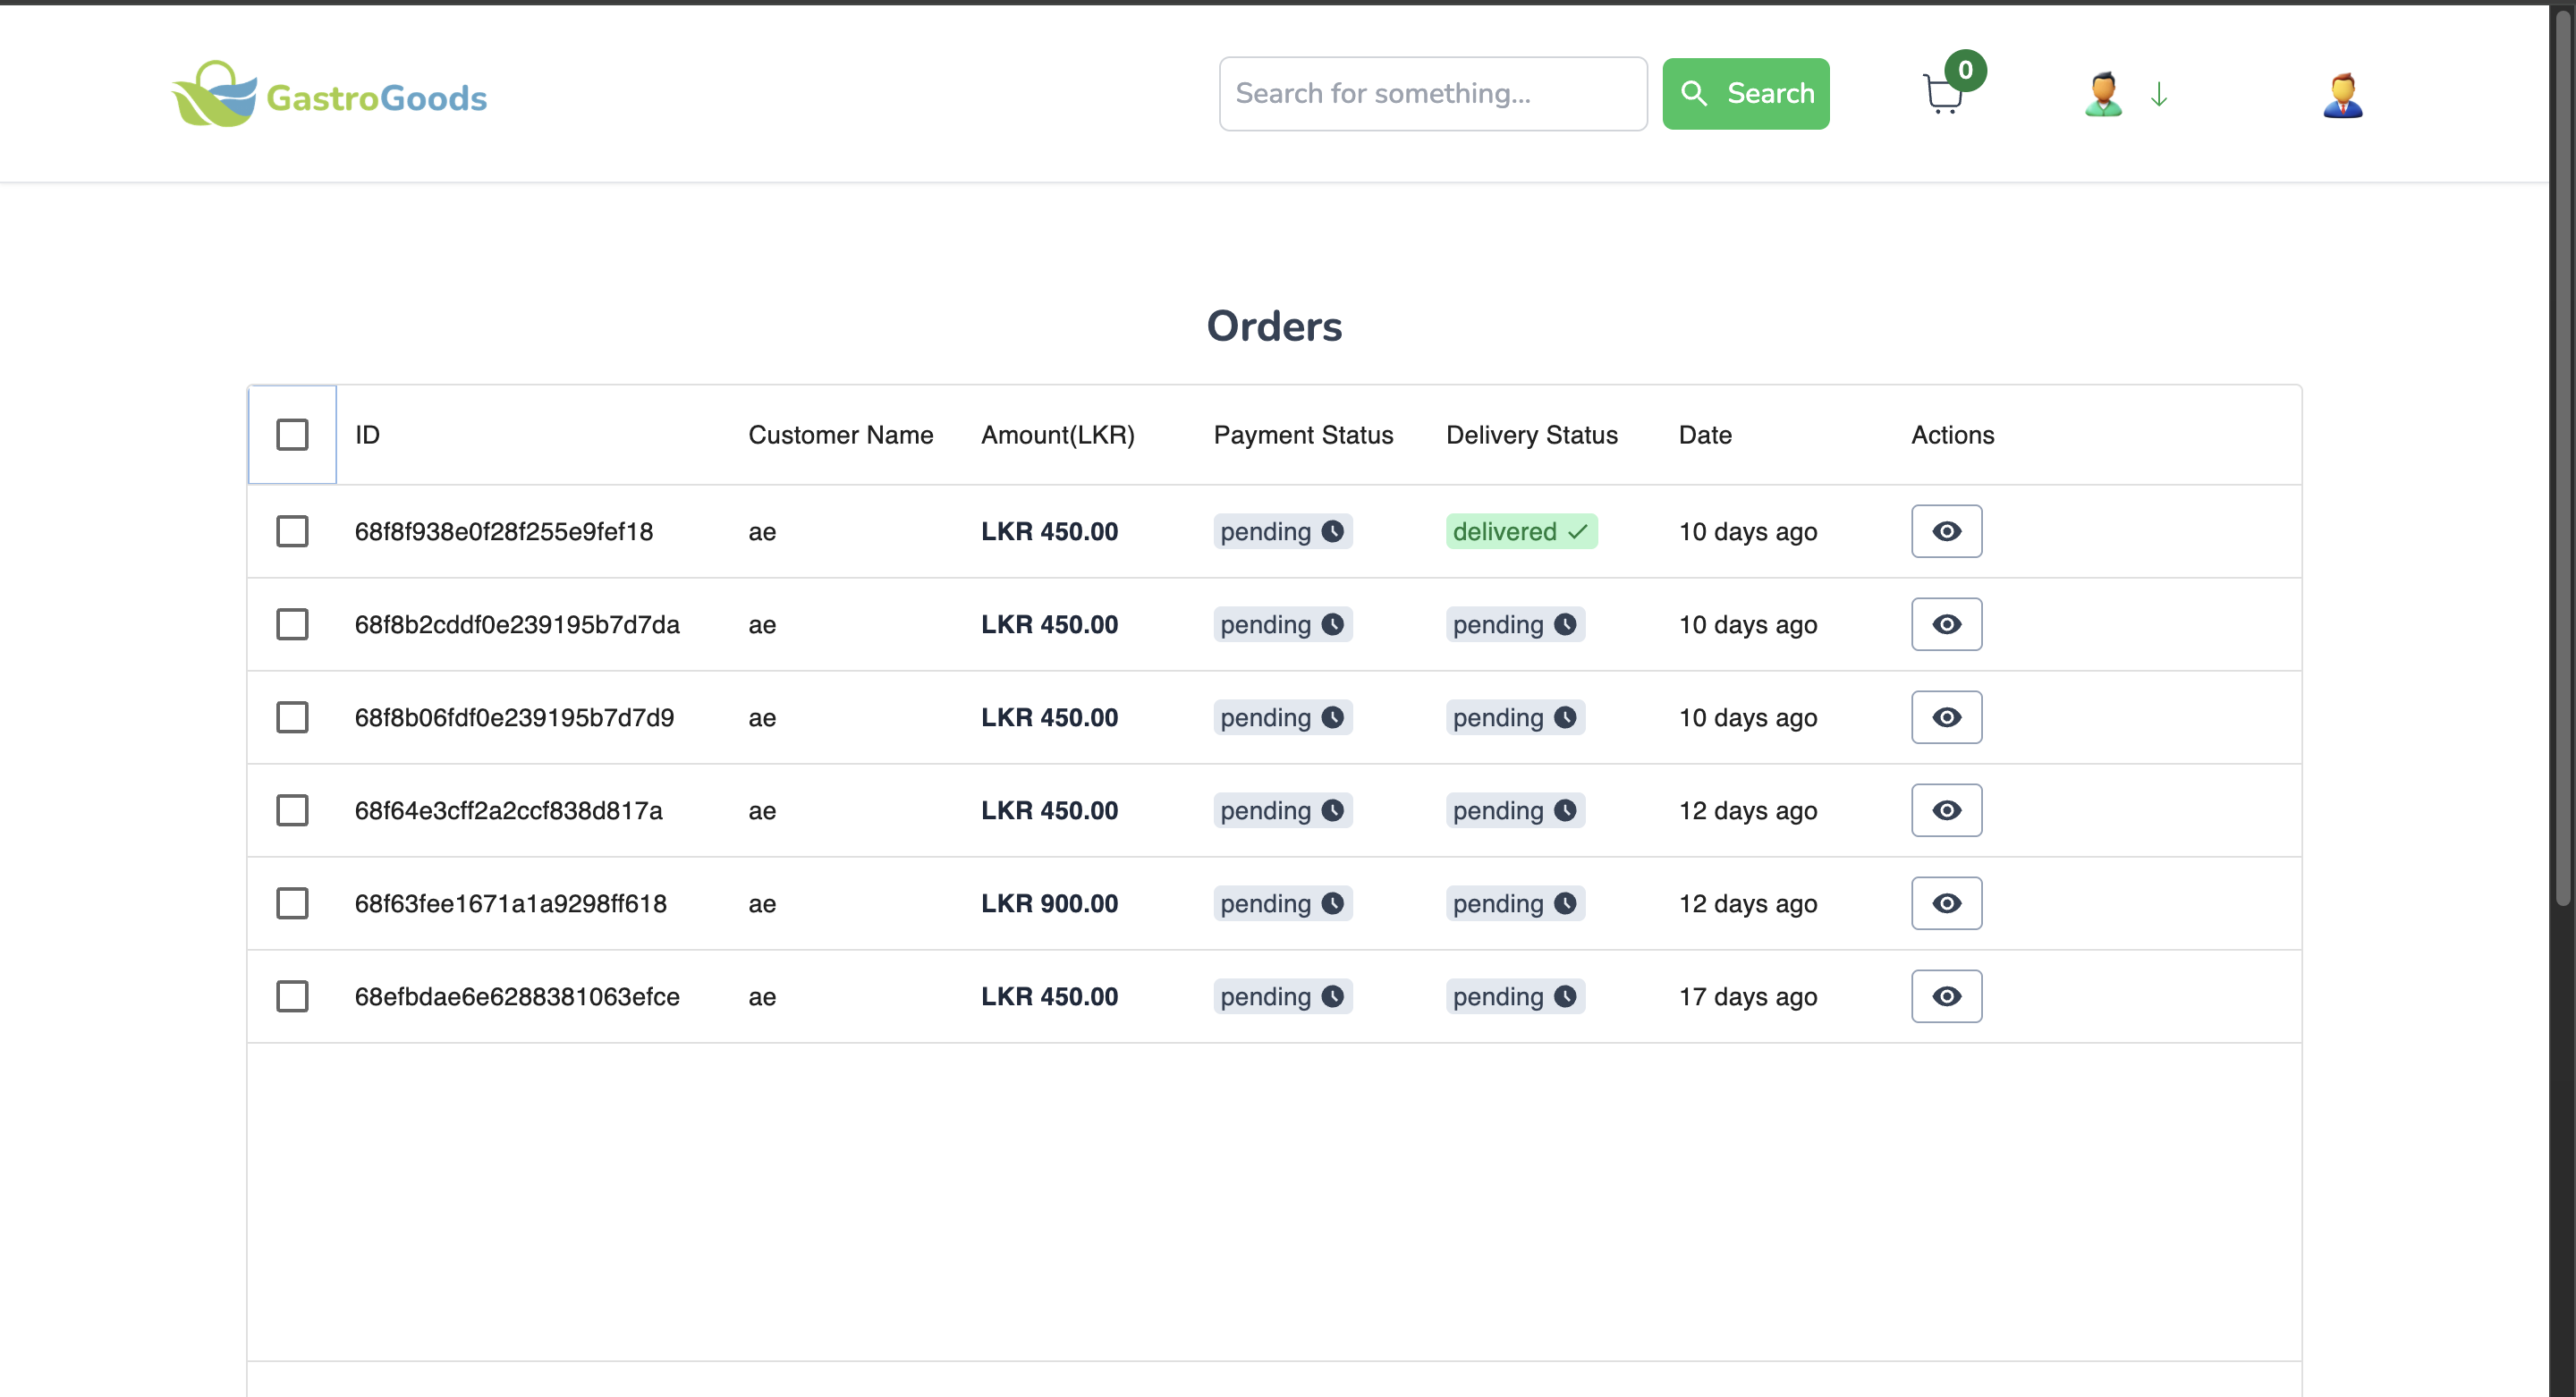 GastroGoods
Search for something...
Search
0
Orders
ID Customer Name Amount(LKR) Payment Status Delivery Status Date Actions
68f8f938e0f28f255e9fef18 ae LKR 450.00 pending delivered 10 days ago
68f8b2cddf0e239195b7d7da ae LKR 450.00 pending pending 10 days ago
68f8b06fdf0e239195b7d7d9 ae LKR 450.00 pending pending 10 days ago
68f64e3cff2a2ccf838d817a ae LKR 450.00 pending pending 12 days ago
68f63fee1671a1a9298ff618 ae LKR 900.00 pending pending 12 days ago
68efbdae6e6288381063efce ae LKR 450.00 pending pending 17 days ago